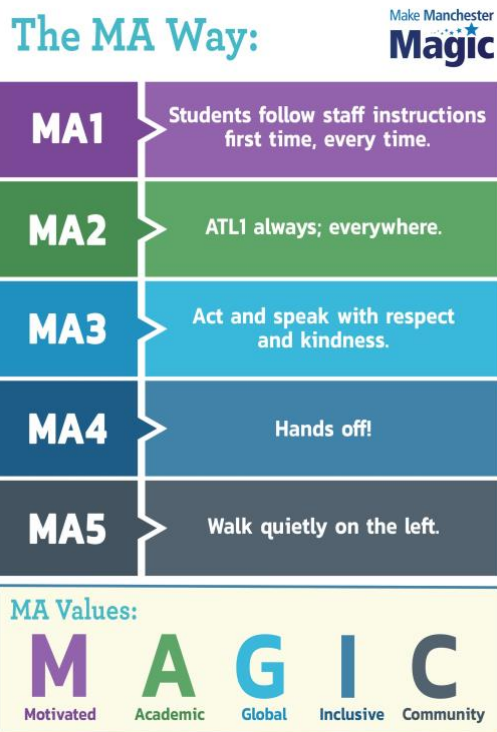 The MA Way:
Make Manchester
Magic
MA1
Students follow staff instructions
first time, every time.
MA2
ATL1 always; everywhere.
MA3
Act and speak with respect
and kindness.
MA4
Hands off!
MA5
Walk quietly on the left.
MA Values:
M A G I C
Motivated Academic Global Inclusive Community